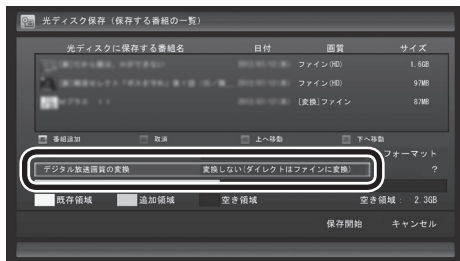 光ディスク保存（保存する番組の一覧）
光ディスクに保存する番組名 日付 画質 サイズ
ファイン(HD) 1.6GB
ファイン(HD) 97MB
[変換]ファイン 87MB
番組追加 取消 上へ移動 下へ移動
フォーマット
デジタル放送画質の変換 変換しない(ダイレクトはファインに変換) ?
既存領域 追加領域 空き領域 空き領域: 2.3GB
保存開始 キャンセル